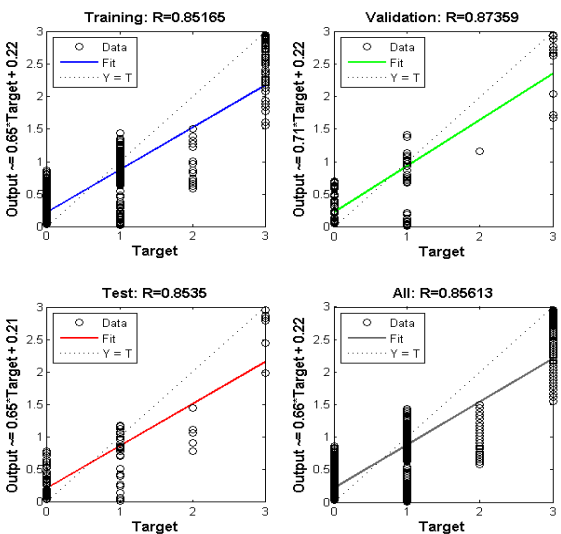 Training: R=0.85165
Output ~= 0.65*Target + 0.22
3
2.5
2
1.5
1
0.5
0
Data
Fit
Y = T
0 1 2 3
Target
Validation: R=0.87359
Output ~= 0.71*Target + 0.22
3
2.5
2
1.5
1
0.5
0
Data
Fit
Y = T
0 1 2 3
Target
Test: R=0.8535
Output ~= 0.65*Target + 0.21
3
2.5
2
1.5
1
0.5
0
Data
Fit
Y = T
0 1 2 3
Target
All: R=0.85613
Output ~= 0.66*Target + 0.22
3
2.5
2
1.5
1
0.5
0
Data
Fit
Y = T
0 1 2 3
Target